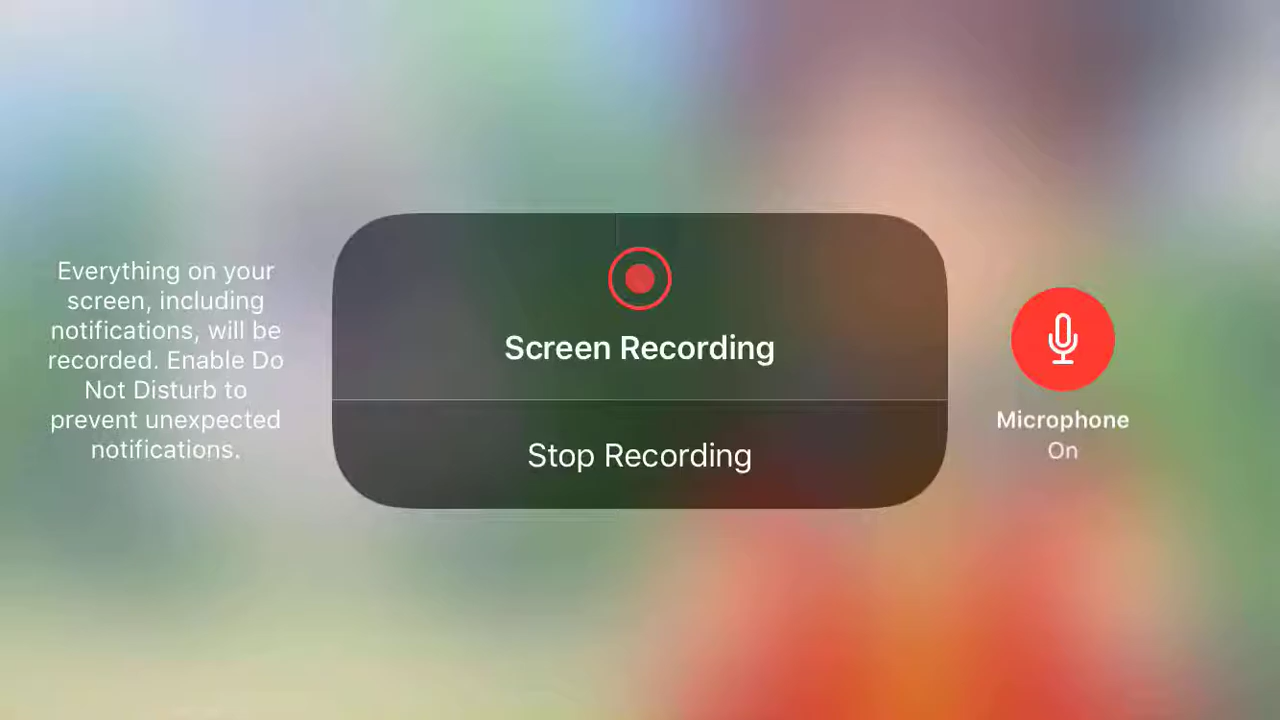 Everything on your
screen, including
notifications, will be
recorded. Enable Do
Not Disturb to
prevent unexpected
notifications.
Screen Recording
Stop Recording
Microphone
On